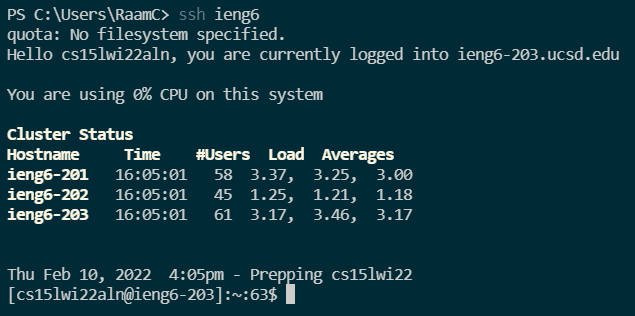 PS C:\Users\RaamC> ssh ieng6
quota: No filesystem specified.
Hello cs15lwi22aln, you are currently logged into ieng6-203.ucsd.edu
You are using 0% CPU on this system
Cluster Status
Hostname     Time    #Users  Load  Averages
ieng6-201   16:05:01   58  3.37,  3.25,  3.00
ieng6-202   16:05:01   45  1.25,  1.21,  1.18
ieng6-203   16:05:01   61  3.17,  3.46,  3.17
Thu Feb 10, 2022  4:05pm - Prepping cs15lwi22
[cs15lwi22aln@ieng6-203]:~:63$